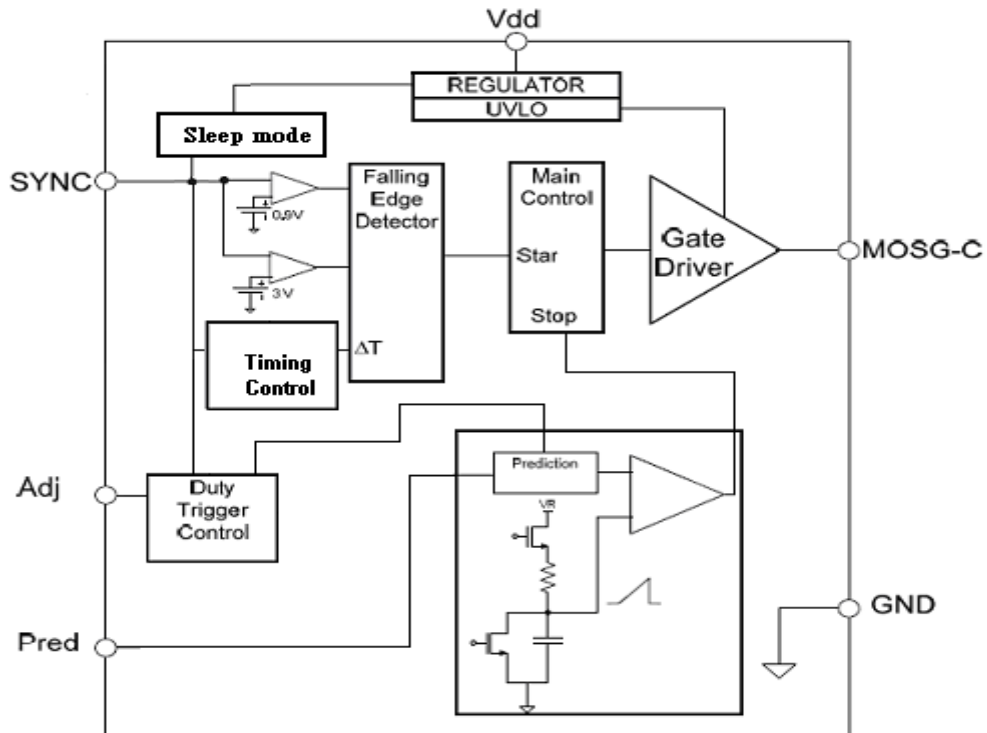 Vdd
REGULATOR
UVLO
Sleep mode
SYNC
0.9V
3V
Falling
Edge
Detector
ΔT
Main
Control
Star
Stop
Gate
Driver
MOSG-C
Timing
Control
Adj
Duty
Trigger
Control
Prediction
VR
Pred
GND